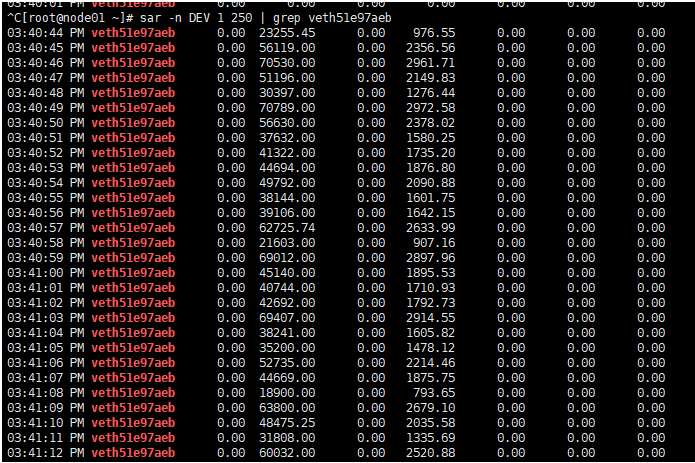 ^C[root@node01 ~]# sar -n DEV 1 250 | grep veth51e97aeb
03:40:44 PM veth51e97aeb 0.00 23255.45 0.00 976.55 0.00 0.00 0.00
03:40:45 PM veth51e97aeb 0.00 56119.00 0.00 2356.56 0.00 0.00 0.00
03:40:46 PM veth51e97aeb 0.00 70530.00 0.00 2961.71 0.00 0.00 0.00
03:40:47 PM veth51e97aeb 0.00 51196.00 0.00 2149.83 0.00 0.00 0.00
03:40:48 PM veth51e97aeb 0.00 30397.00 0.00 1276.44 0.00 0.00 0.00
03:40:49 PM veth51e97aeb 0.00 70789.00 0.00 2972.58 0.00 0.00 0.00
03:40:50 PM veth51e97aeb 0.00 56630.00 0.00 2378.02 0.00 0.00 0.00
03:40:51 PM veth51e97aeb 0.00 37632.00 0.00 1580.25 0.00 0.00 0.00
03:40:52 PM veth51e97aeb 0.00 41322.00 0.00 1735.20 0.00 0.00 0.00
03:40:53 PM veth51e97aeb 0.00 44694.00 0.00 1876.80 0.00 0.00 0.00
03:40:54 PM veth51e97aeb 0.00 49792.00 0.00 2090.88 0.00 0.00 0.00
03:40:55 PM veth51e97aeb 0.00 38144.00 0.00 1601.75 0.00 0.00 0.00
03:40:56 PM veth51e97aeb 0.00 39106.00 0.00 1642.15 0.00 0.00 0.00
03:40:57 PM veth51e97aeb 0.00 62725.74 0.00 2633.99 0.00 0.00 0.00
03:40:58 PM veth51e97aeb 0.00 21603.00 0.00 907.16 0.00 0.00 0.00
03:40:59 PM veth51e97aeb 0.00 69012.00 0.00 2897.96 0.00 0.00 0.00
03:41:00 PM veth51e97aeb 0.00 45140.00 0.00 1895.53 0.00 0.00 0.00
03:41:01 PM veth51e97aeb 0.00 40744.00 0.00 1710.93 0.00 0.00 0.00
03:41:02 PM veth51e97aeb 0.00 42692.00 0.00 1792.73 0.00 0.00 0.00
03:41:03 PM veth51e97aeb 0.00 69407.00 0.00 2914.55 0.00 0.00 0.00
03:41:04 PM veth51e97aeb 0.00 38241.00 0.00 1605.82 0.00 0.00 0.00
03:41:05 PM veth51e97aeb 0.00 35200.00 0.00 1478.12 0.00 0.00 0.00
03:41:06 PM veth51e97aeb 0.00 52735.00 0.00 2214.46 0.00 0.00 0.00
03:41:07 PM veth51e97aeb 0.00 44669.00 0.00 1875.75 0.00 0.00 0.00
03:41:08 PM veth51e97aeb 0.00 18900.00 0.00 793.65 0.00 0.00 0.00
03:41:09 PM veth51e97aeb 0.00 63800.00 0.00 2679.10 0.00 0.00 0.00
03:41:10 PM veth51e97aeb 0.00 48475.25 0.00 2035.58 0.00 0.00 0.00
03:41:11 PM veth51e97aeb 0.00 31808.00 0.00 1335.69 0.00 0.00 0.00
03:41:12 PM veth51e97aeb 0.00 60032.00 0.00 2520.88 0.00 0.00 0.00